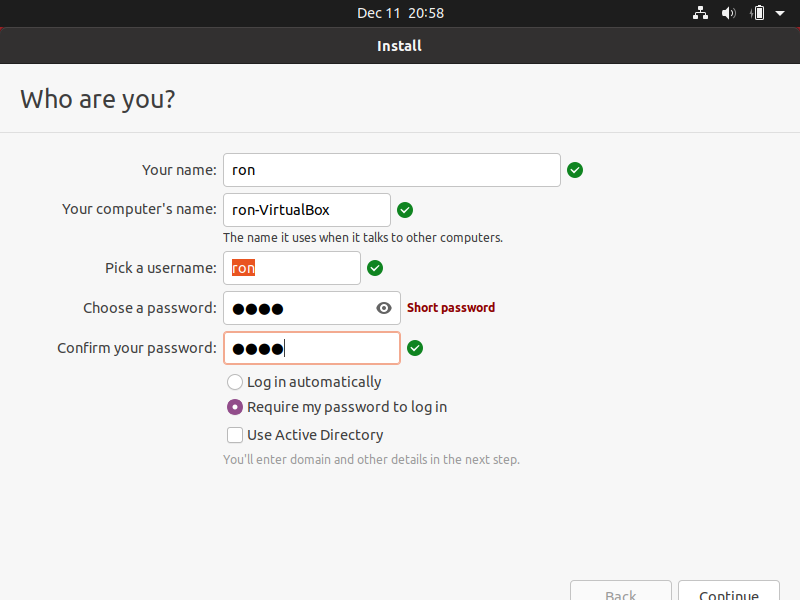 Dec 11 20:58
Install
Who are you?
Your name: ron
Your computer's name: ron-VirtualBox
The name it uses when it talks to other computers.
Pick a username: ron
Choose a password: ●●●● Short password
Confirm your password: ●●●●
Log in automatically
Require my password to log in
Use Active Directory
You'll enter domain and other details in the next step.
Back Continue